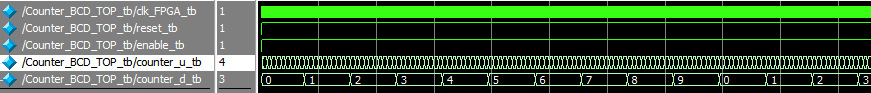 /Counter_BCD_TOP_tb/clk_FPGA_tb 1
/Counter_BCD_TOP_tb/reset_tb 1
/Counter_BCD_TOP_tb/enable_tb 1
/Counter_BCD_TOP_tb/counter_u_tb 4
/Counter_BCD_TOP_tb/counter_d_tb 3 0 1 2 3 4 5 6 7 8 9 0 1 2 3